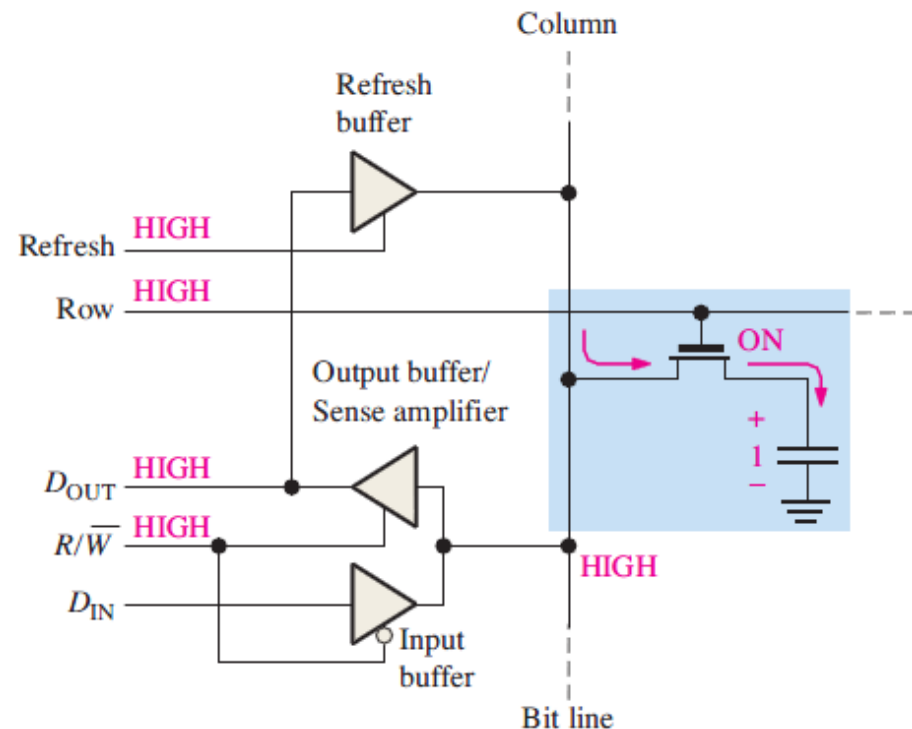 Column
Refresh
buffer
Refresh HIGH
Row HIGH
ON
Output buffer/
Sense amplifier
+
1
−
DOUT HIGH
R/W̅ HIGH
HIGH
DIN
Input
buffer
Bit line